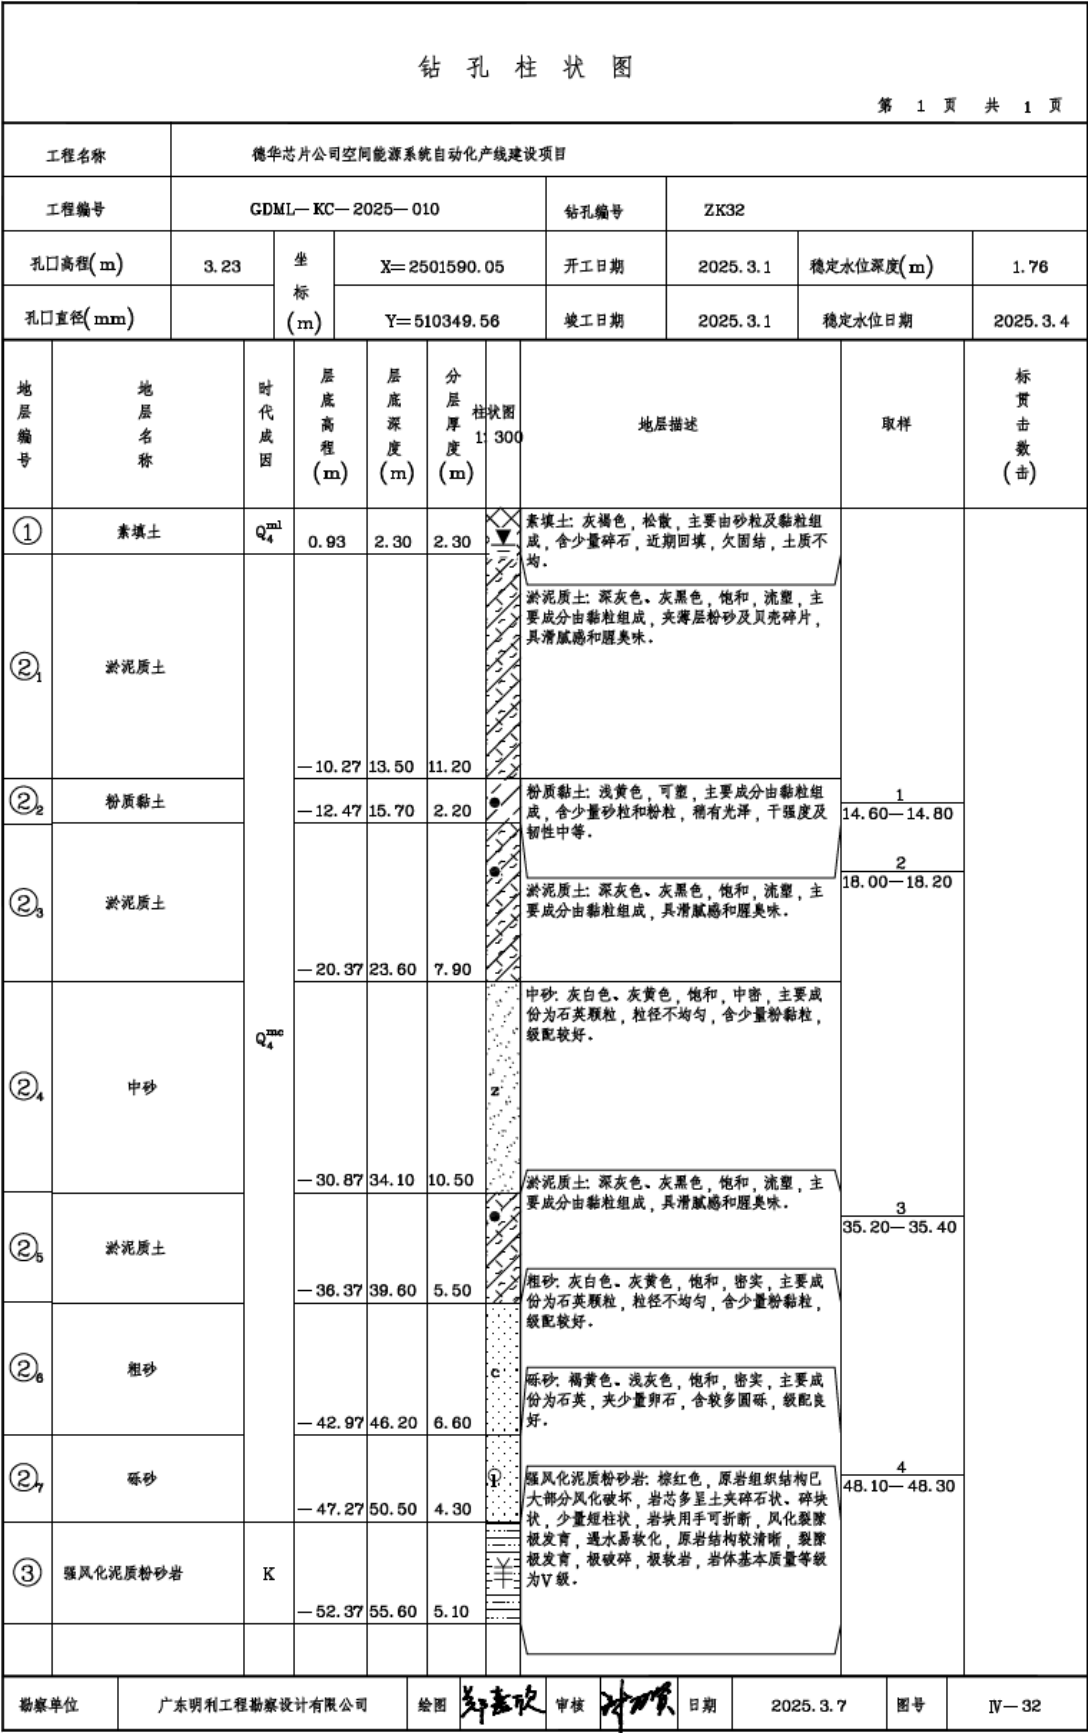 钻孔柱状图
第 1 页 共 1 页
工程名称 德华芯片公司空间能源系统自动化产线建设项目
工程编号 GDML—KC—2025—010 钻孔编号 ZK32
孔口高程(m) 3.23 坐标(m) X=2501590.05 开工日期 2025.3.1 稳定水位深度(m) 1.76
孔口直径(mm) Y=510349.56 竣工日期 2025.3.1 稳定水位日期 2025.3.4
地层编号 地层名称 时代成因 层底高程(m) 层底深度(m) 分层厚度(m) 柱状图 1:300 地层描述 取样 标贯击数(击)
① 素填土 Q4ml 0.93 2.30 2.30
素填土: 灰褐色, 松散, 主要由砂粒及黏粒组
成, 含少量碎石, 近期回填, 欠固结, 土质不
均.
②1 淤泥质土 −10.27 13.50 11.20
淤泥质土: 深灰色、灰黑色, 饱和, 流塑, 主
要成分由黏粒组成, 夹薄层粉砂及贝壳碎片,
具滑腻感和腥臭味.
②2 粉质黏土 −12.47 15.70 2.20
粉质黏土: 浅黄色, 可塑, 主要成分由黏粒组
成, 含少量砂粒和粉粒, 稍有光泽, 干强度及
韧性中等.
1
14.60—14.80
2
18.00—18.20
②3 淤泥质土 −20.37 23.60 7.90
淤泥质土: 深灰色、灰黑色, 饱和, 流塑, 主
要成分由黏粒组成, 具滑腻感和腥臭味.
Q4mc
②4 中砂 −30.87 34.10 10.50
z
中砂: 灰白色、灰黄色, 饱和, 中密, 主要成
份为石英颗粒, 粒径不均匀, 含少量粉黏粒,
级配较好.
②5 淤泥质土 −36.37 39.60 5.50
淤泥质土: 深灰色、灰黑色, 饱和, 流塑, 主
要成分由黏粒组成, 具滑腻感和腥臭味.
3
35.20—35.40
②6 粗砂 −42.97 46.20 6.60
c
粗砂: 灰白色、灰黄色, 饱和, 密实, 主要成
份为石英颗粒, 粒径不均匀, 含少量粉黏粒,
级配较好.
②7 砾砂 −47.27 50.50 4.30
砾砂: 褐黄色、浅灰色, 饱和, 密实, 主要成
份为石英, 夹少量卵石, 含较多圆砾, 级配良
好.
4
48.10—48.30
③ 强风化泥质粉砂岩 K −52.37 55.60 5.10
强风化泥质粉砂岩: 棕红色, 原岩组织结构已
大部分风化破坏, 岩芯多呈土夹碎石状、碎块
状, 少量短柱状, 岩块用手可折断, 风化裂隙
极发育, 遇水易软化, 原岩结构较清晰, 裂隙
极发育, 极破碎, 极软岩, 岩体基本质量等级
为V级.
勘察单位 广东明利工程勘察设计有限公司 绘图 郑嘉欣 审核 日期 2025.3.7 图号 IV—32